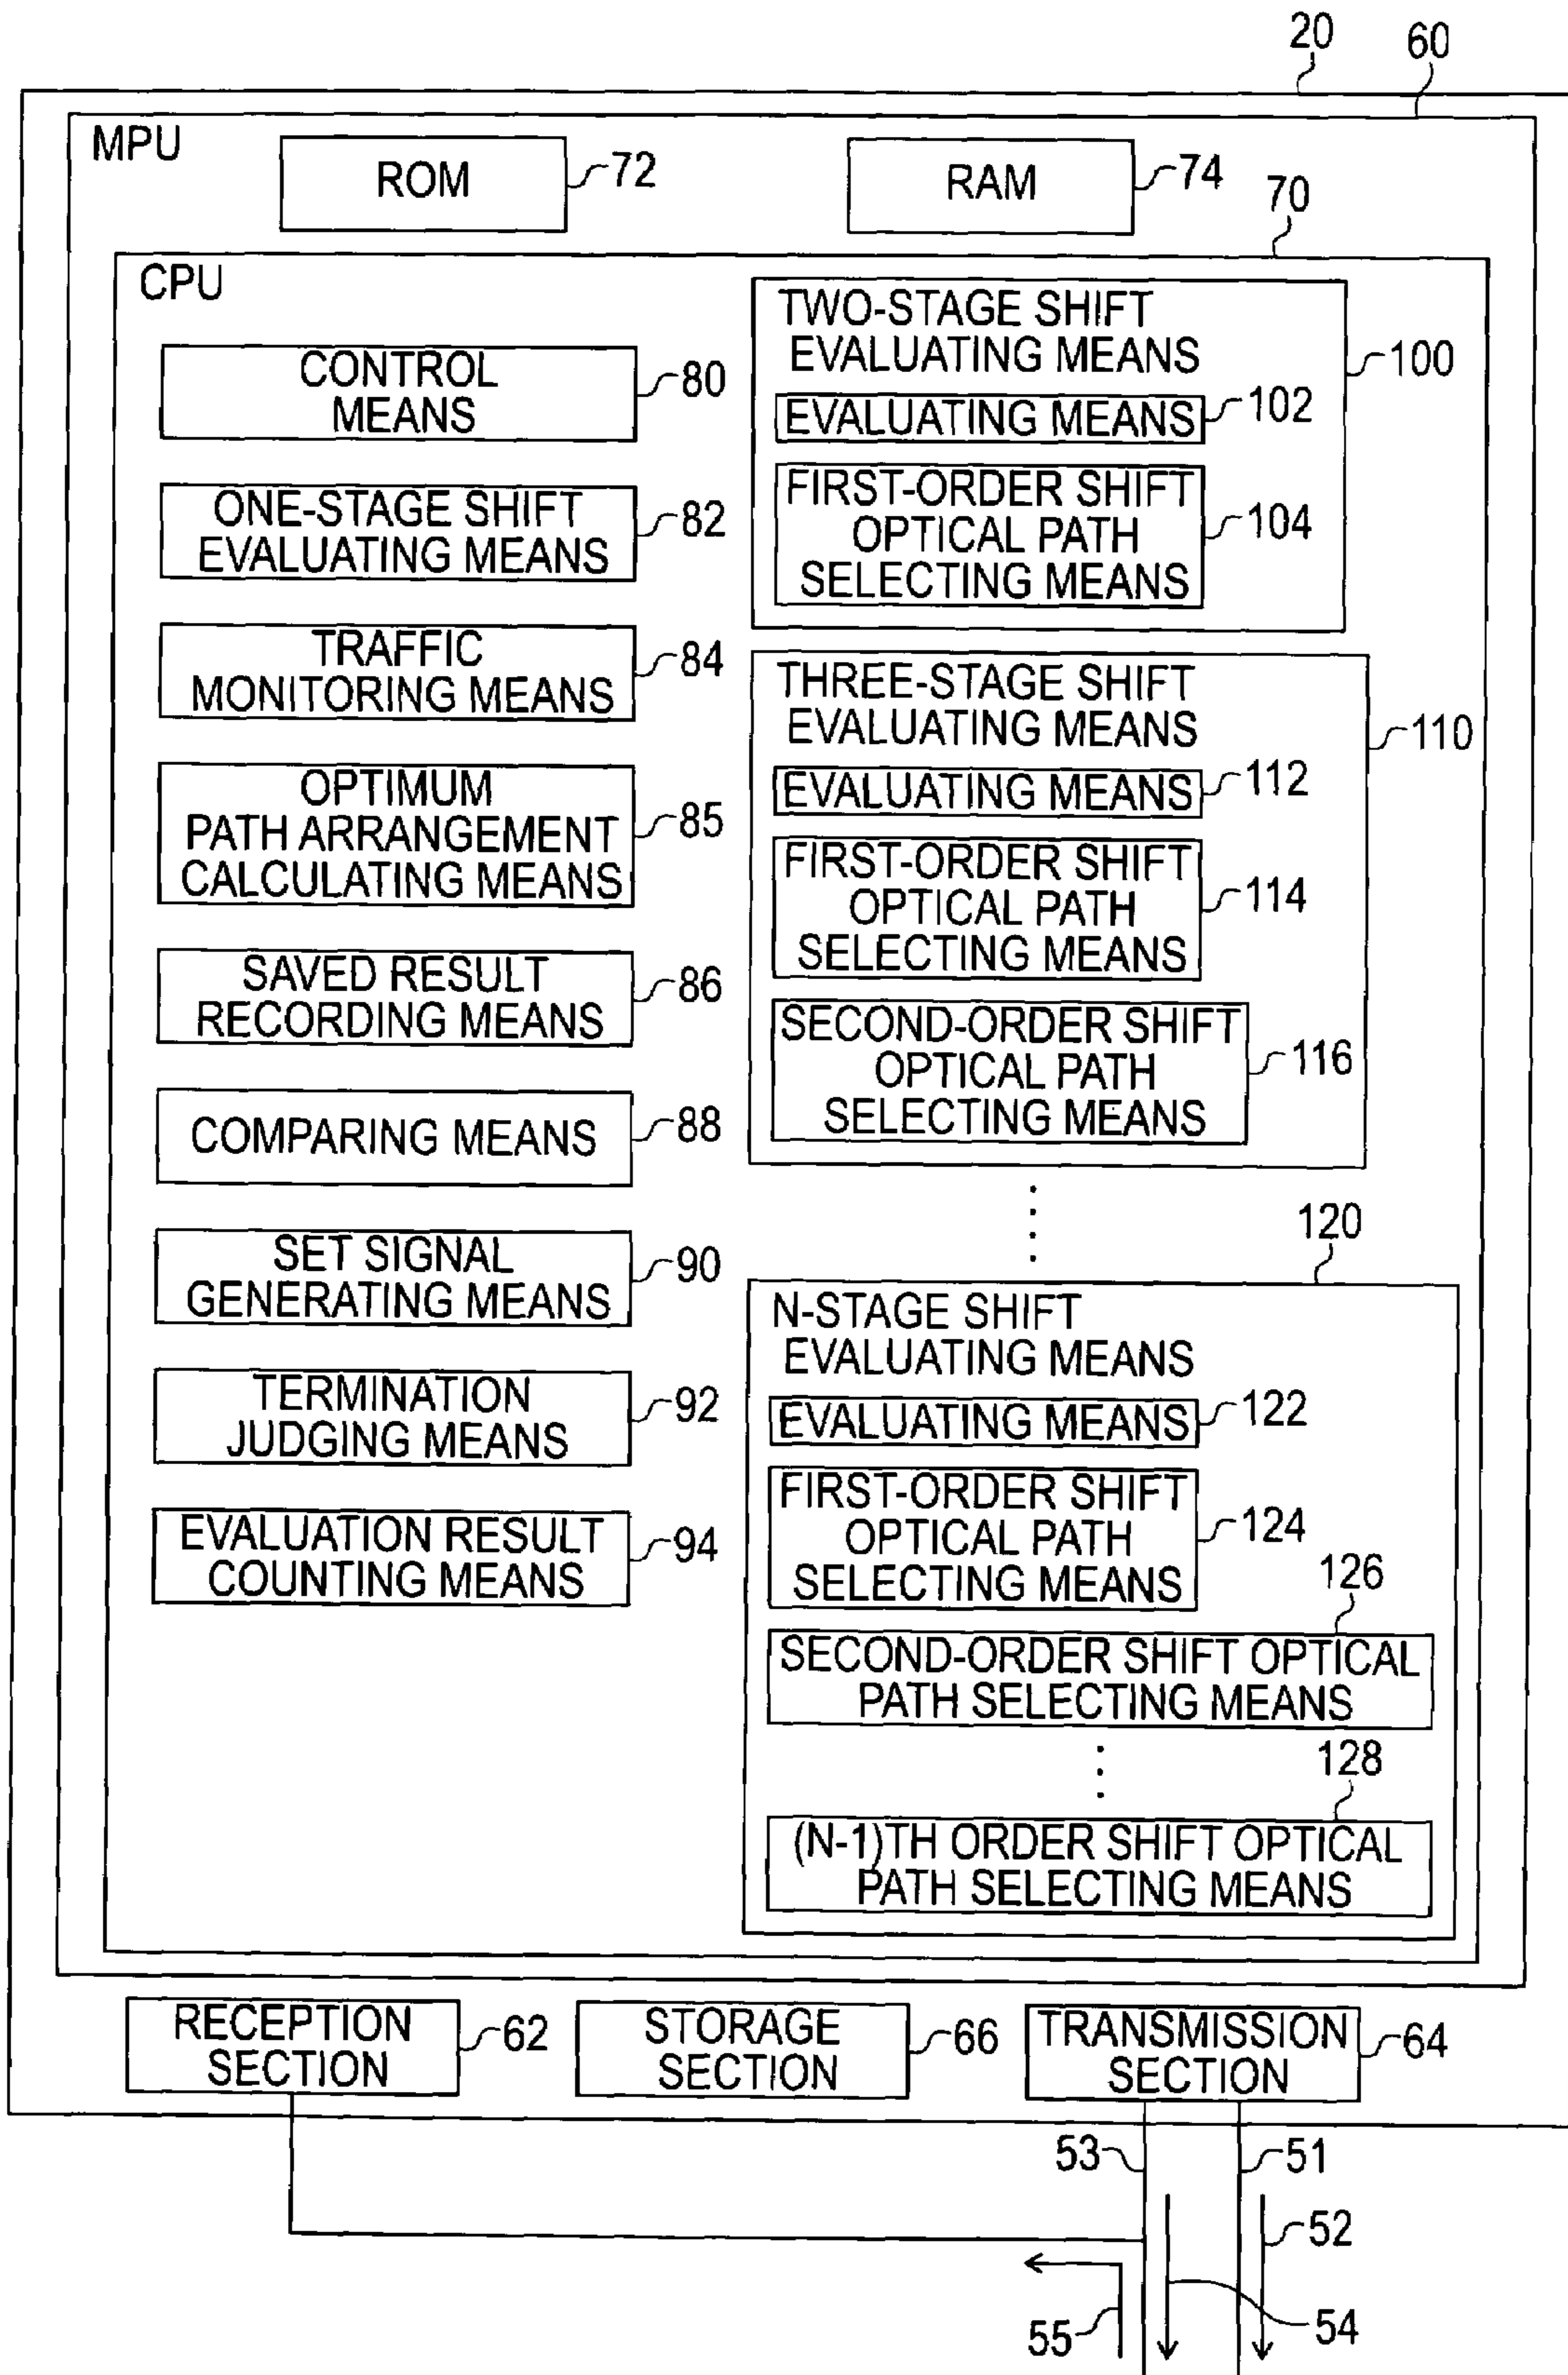 20
60
MPU
ROM
72
RAM
74
70
CPU
CONTROL
MEANS
80
ONE-STAGE SHIFT
EVALUATING MEANS
82
TRAFFIC
MONITORING MEANS
84
OPTIMUM
PATH ARRANGEMENT
CALCULATING MEANS
85
SAVED RESULT
RECORDING MEANS
86
COMPARING MEANS
88
SET SIGNAL
GENERATING MEANS
90
TERMINATION
JUDGING MEANS
92
EVALUATION RESULT
COUNTING MEANS
94
TWO-STAGE SHIFT
EVALUATING MEANS
100
EVALUATING MEANS
102
FIRST-ORDER SHIFT
OPTICAL PATH
SELECTING MEANS
104
THREE-STAGE SHIFT
EVALUATING MEANS
110
EVALUATING MEANS
112
FIRST-ORDER SHIFT
OPTICAL PATH
SELECTING MEANS
114
SECOND-ORDER SHIFT
OPTICAL PATH
SELECTING MEANS
116
120
N-STAGE SHIFT
EVALUATING MEANS
EVALUATING MEANS
122
FIRST-ORDER SHIFT
OPTICAL PATH
SELECTING MEANS
124
126
SECOND-ORDER SHIFT OPTICAL
PATH SELECTING MEANS
128
(N-1)TH ORDER SHIFT OPTICAL
PATH SELECTING MEANS
RECEPTION
SECTION
62
STORAGE
SECTION
66
TRANSMISSION
SECTION
64
53
51
52
55
54